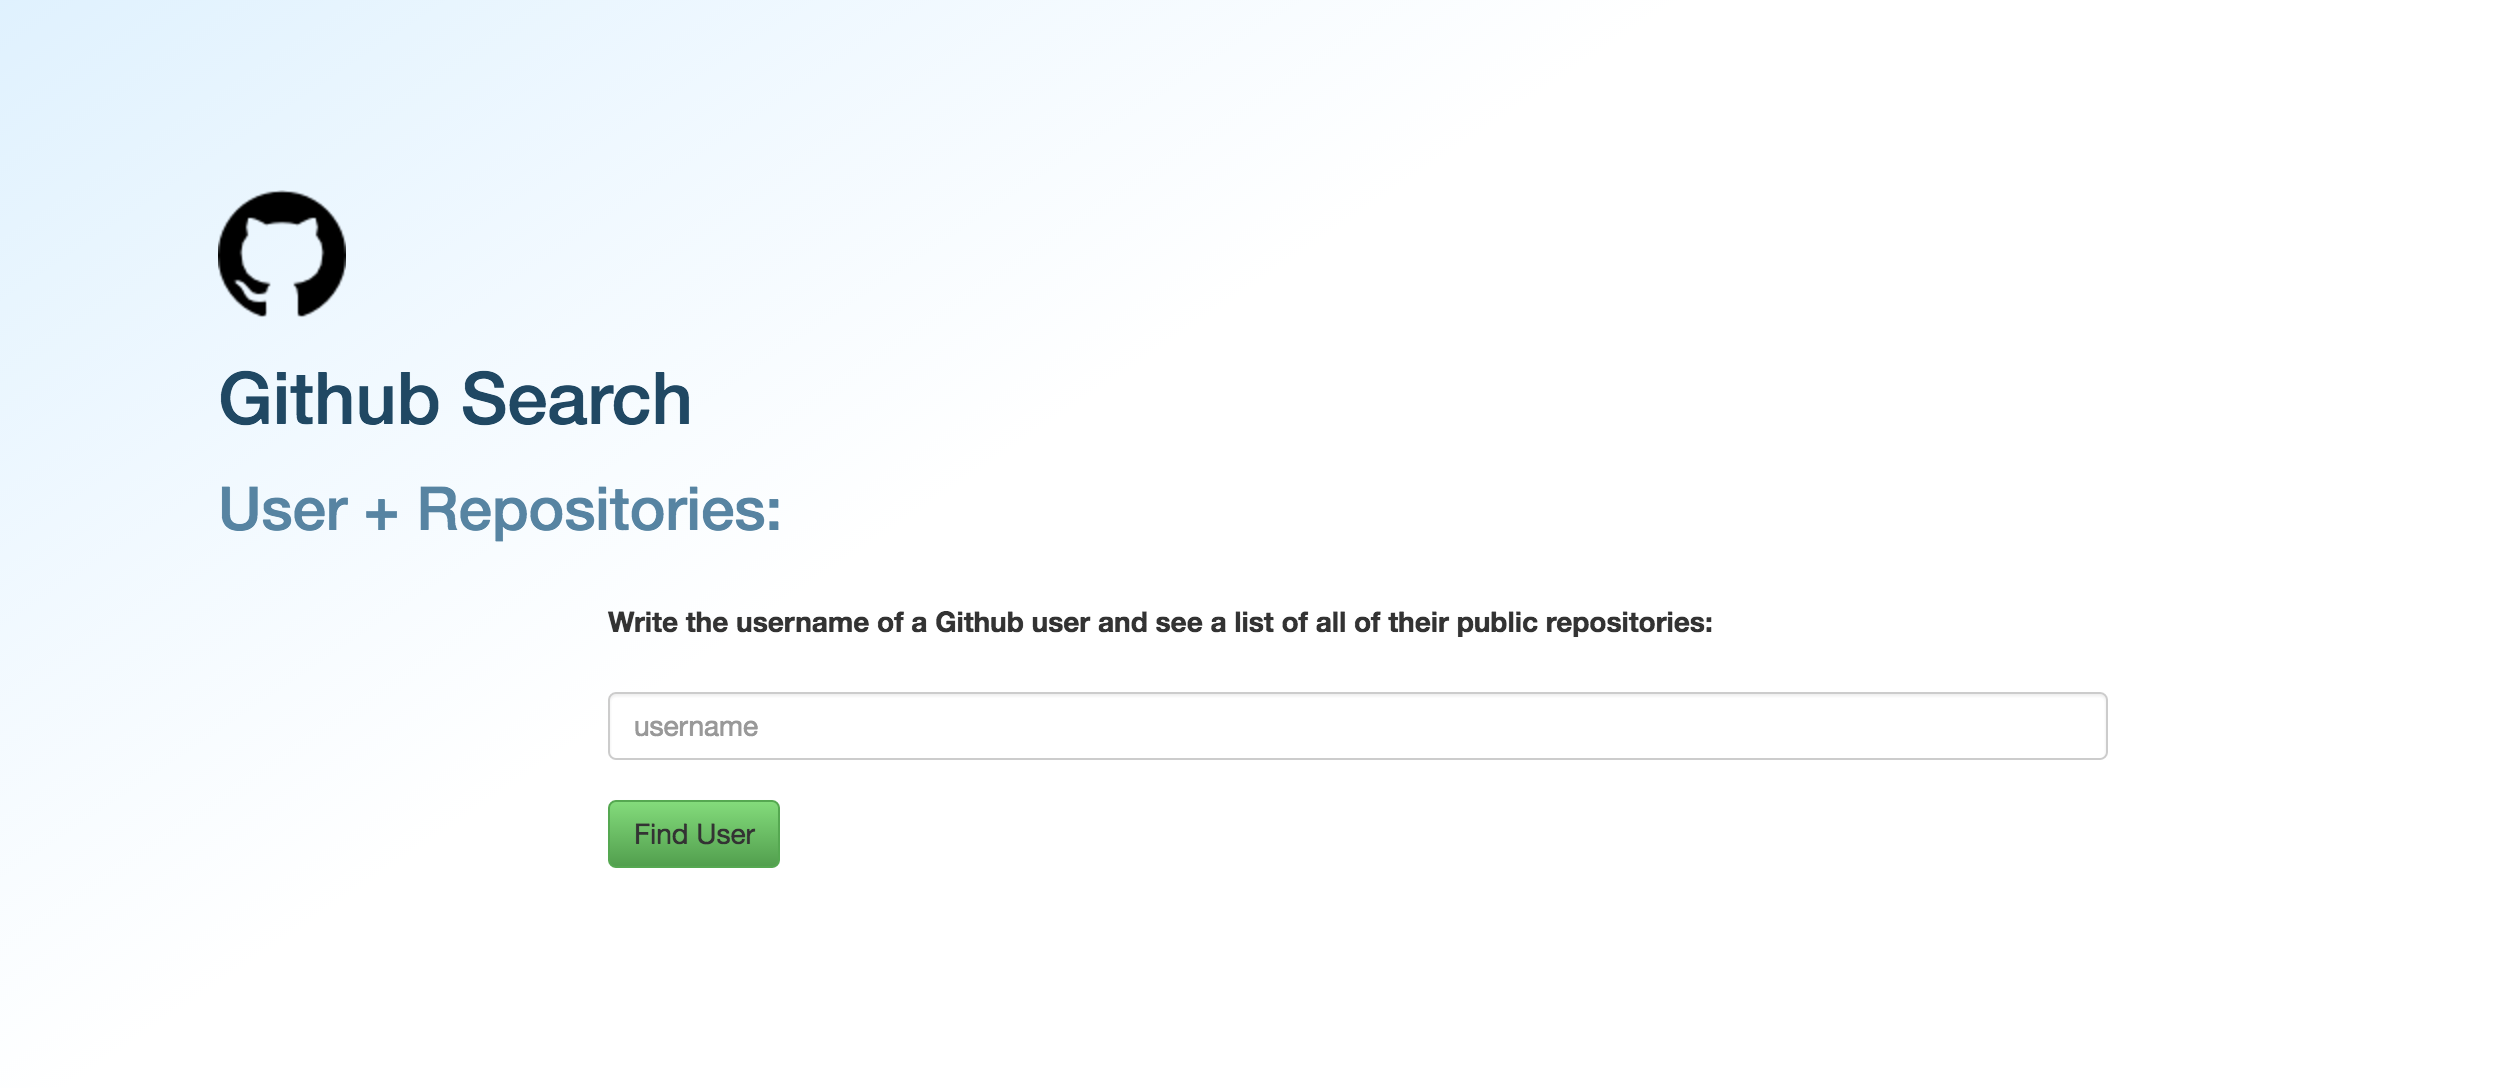 Github Search
User + Repositories:
Write the username of a Github user and see a list of all of their public repositories:
username
Find User